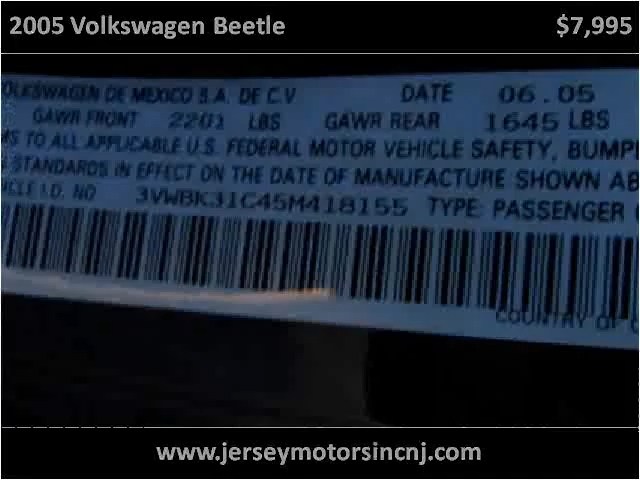 2005 Volkswagen Beetle $7,995
OLKSWAGEN DE MEXICO S.A. DE C.V DATE 06.05
GAWR FRONT 2201 LBS GAWR REAR 1645 LBS
MS TO ALL APPLICABLE U.S. FEDERAL MOTOR VEHICLE SAFETY, BUMPE
STANDARDS IN EFFECT ON THE DATE OF MANUFACTURE SHOWN AB
HICLE I.D. NO 3VWBK31C45M418155 TYPE: PASSENGER
COUNTRY OF O
www.jerseymotorsincnj.com